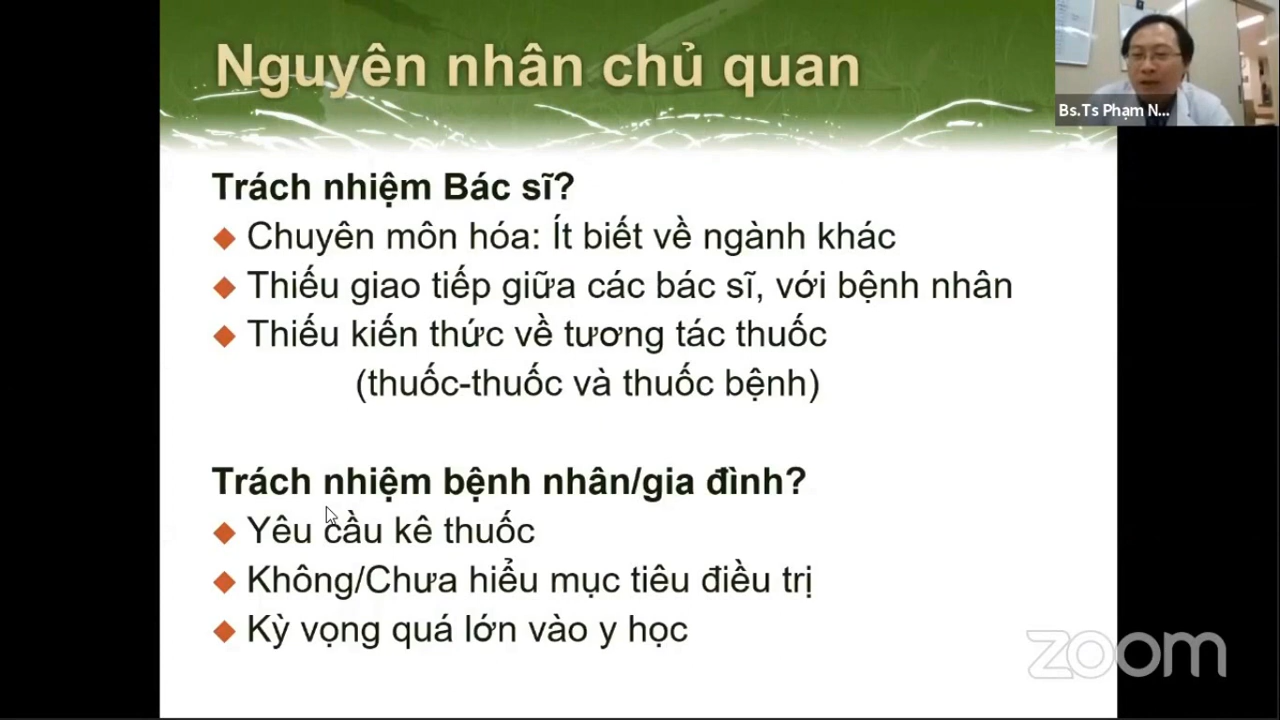 Nguyên nhân chủ quan
Bs.Ts Phạm N...
Trách nhiệm Bác sĩ?
Chuyên môn hóa: Ít biết về ngành khác
Thiếu giao tiếp giữa các bác sĩ, với bệnh nhân
Thiếu kiến thức về tương tác thuốc
(thuốc-thuốc và thuốc bệnh)
Trách nhiệm bệnh nhân/gia đình?
Yêu cầu kê thuốc
Không/Chưa hiểu mục tiêu điều trị
Kỳ vọng quá lớn vào y học
zoom